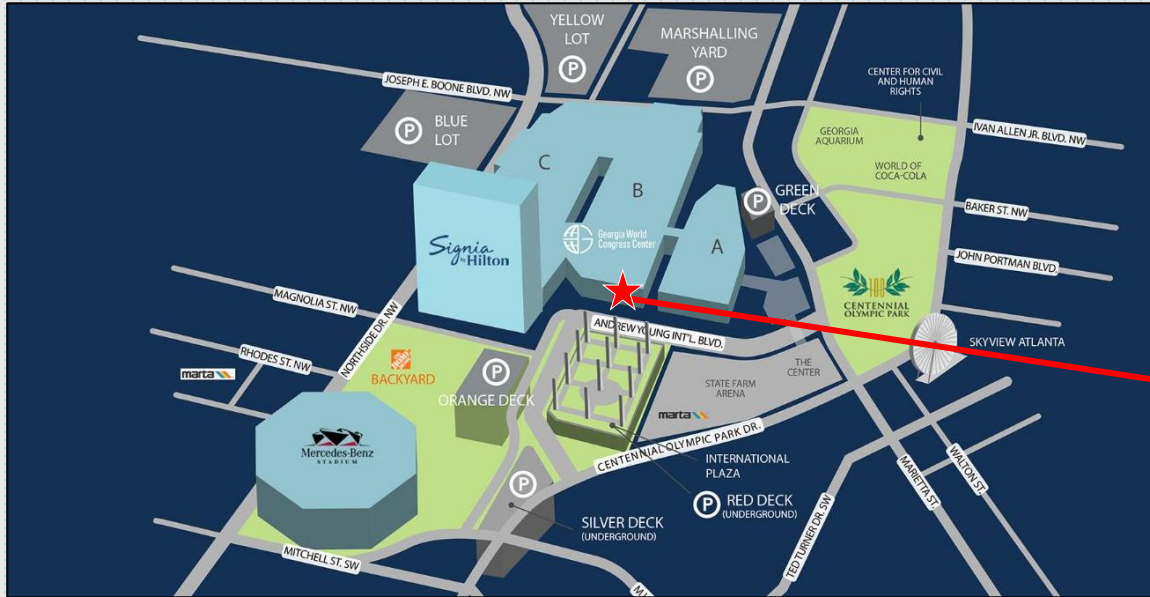 YELLOW
LOT
MARSHALLING
YARD
P
P
JOSEPH E. BOONE BLVD. NW
CENTER FOR CIVIL
AND HUMAN
RIGHTS
P
BLUE
LOT
GEORGIA
AQUARIUM
IVAN ALLEN JR. BLVD. NW
C
B
WORLD OF
COCA-COLA
P
GREEN
DECK
BAKER ST. NW
Signia
by Hilton
Georgia World
Congress Center
A
JOHN PORTMAN BLVD.
MAGNOLIA ST. NW
CENTENNIAL
OLYMPIC PARK
NORTHSIDE DR. NW
ANDREW YOUNG INT'L. BLVD.
SKYVIEW ATLANTA
RHODES ST. NW
marta
BACKYARD
P
ORANGE DECK
THE
CENTER
STATE FARM
ARENA
marta
Mercedes-Benz
STADIUM
CENTENNIAL OLYMPIC PARK DR.
INTERNATIONAL
PLAZA
P
P
RED DECK
(UNDERGROUND)
SILVER DECK
(UNDERGROUND)
MARIETTA ST.
WALTON ST.
TED TURNER DR. SW
MITCHELL ST. SW